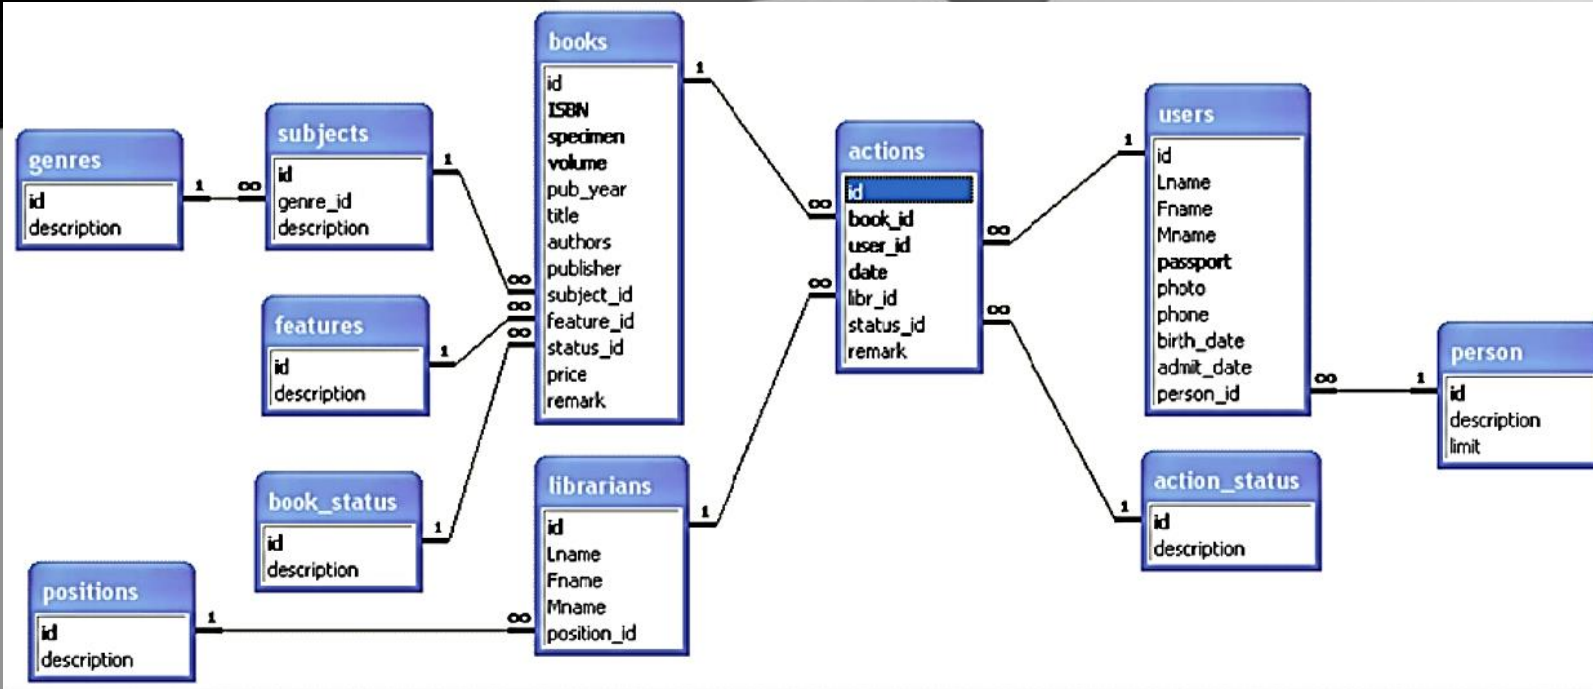 genres
id
description
1
∞
subjects
id
genre_id
description
1
∞
features
id
description
1
∞
book_status
id
description
1
∞
positions
id
description
1
∞
books
id
ISBN
specimen
volume
pub_year
title
authors
publisher
subject_id
feature_id
status_id
price
remark
1
∞
librarians
id
Lname
Fname
Mname
position_id
1
∞
actions
id
book_id
user_id
date
libr_id
status_id
remark
∞
1
users
id
Lname
Fname
Mname
passport
photo
phone
birth_date
admit_date
person_id
∞
1
action_status
id
description
∞
1
person
id
description
limit